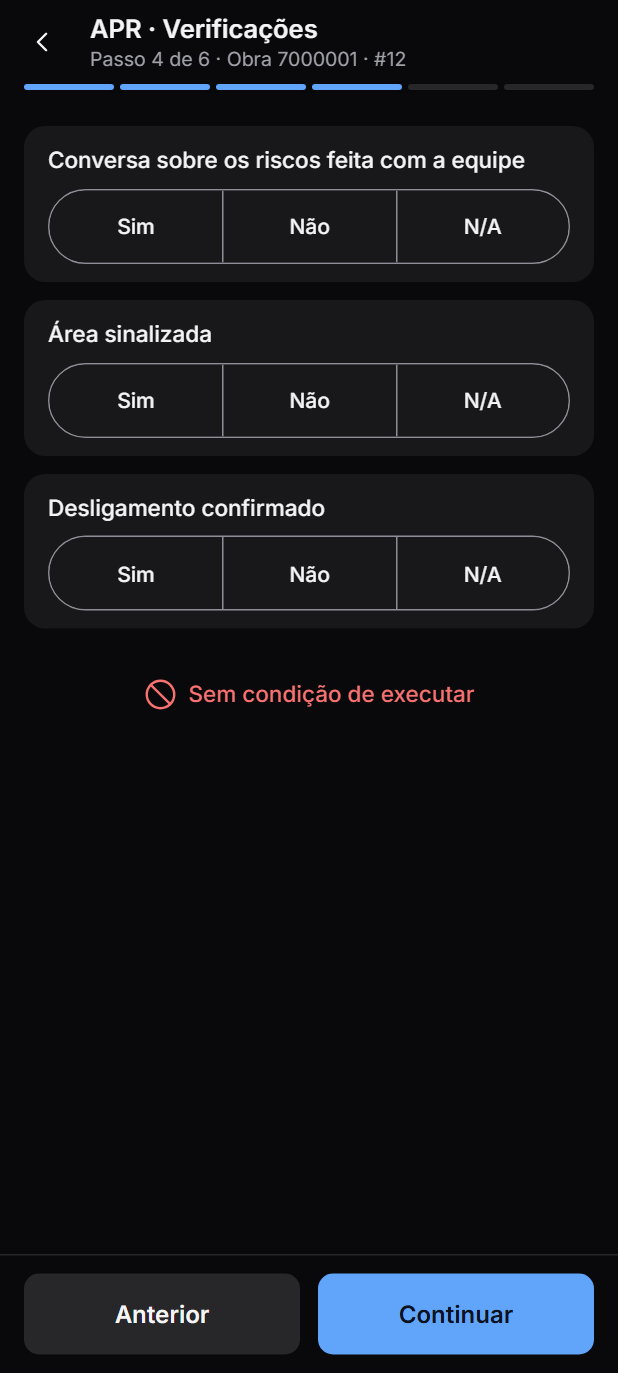 APR · Verificações
Passo 4 de 6 · Obra 7000001 · #12
Conversa sobre os riscos feita com a equipe
Sim Não N/A
Área sinalizada
Sim Não N/A
Desligamento confirmado
Sim Não N/A
Sem condição de executar
Anterior Continuar